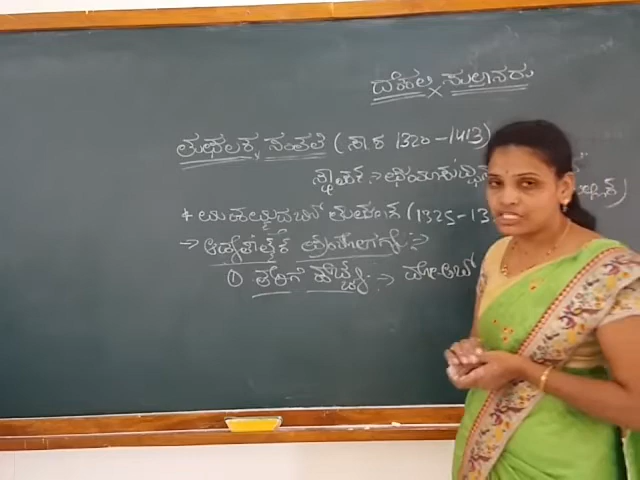 ದೆಹಲಿ ಸುಲ್ತಾನರು
ತುಘಲಕ್ ಸಂತತಿ (ಸಾ.ಶ 1320 - 1413)
ಸ್ಥಾಪಕ :-
+ ಮಹಮ್ಮದ್ ಬಿನ್ ತುಘಲಕ್ (1325 - 13
→ ಆಡಳಿತಾತ್ಮಕ ಪ್ರಯೋಗಗಳು :-
① ತೆರಿಗೆ ಹೆಚ್ಚಳ :→ ದೋಆಬ್